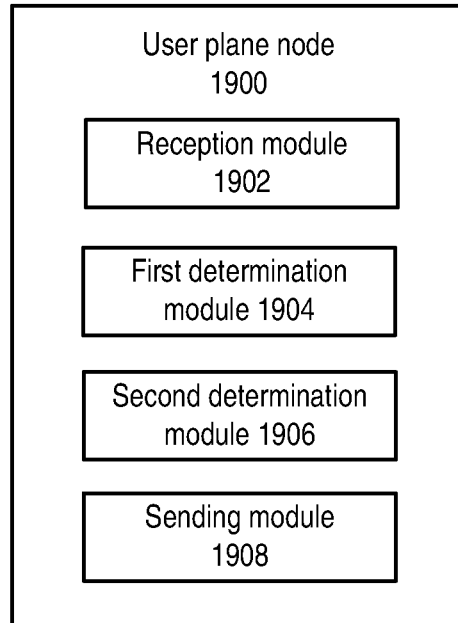 User plane node
1900
Reception module
1902
First determination
module 1904
Second determination
module 1906
Sending module
1908